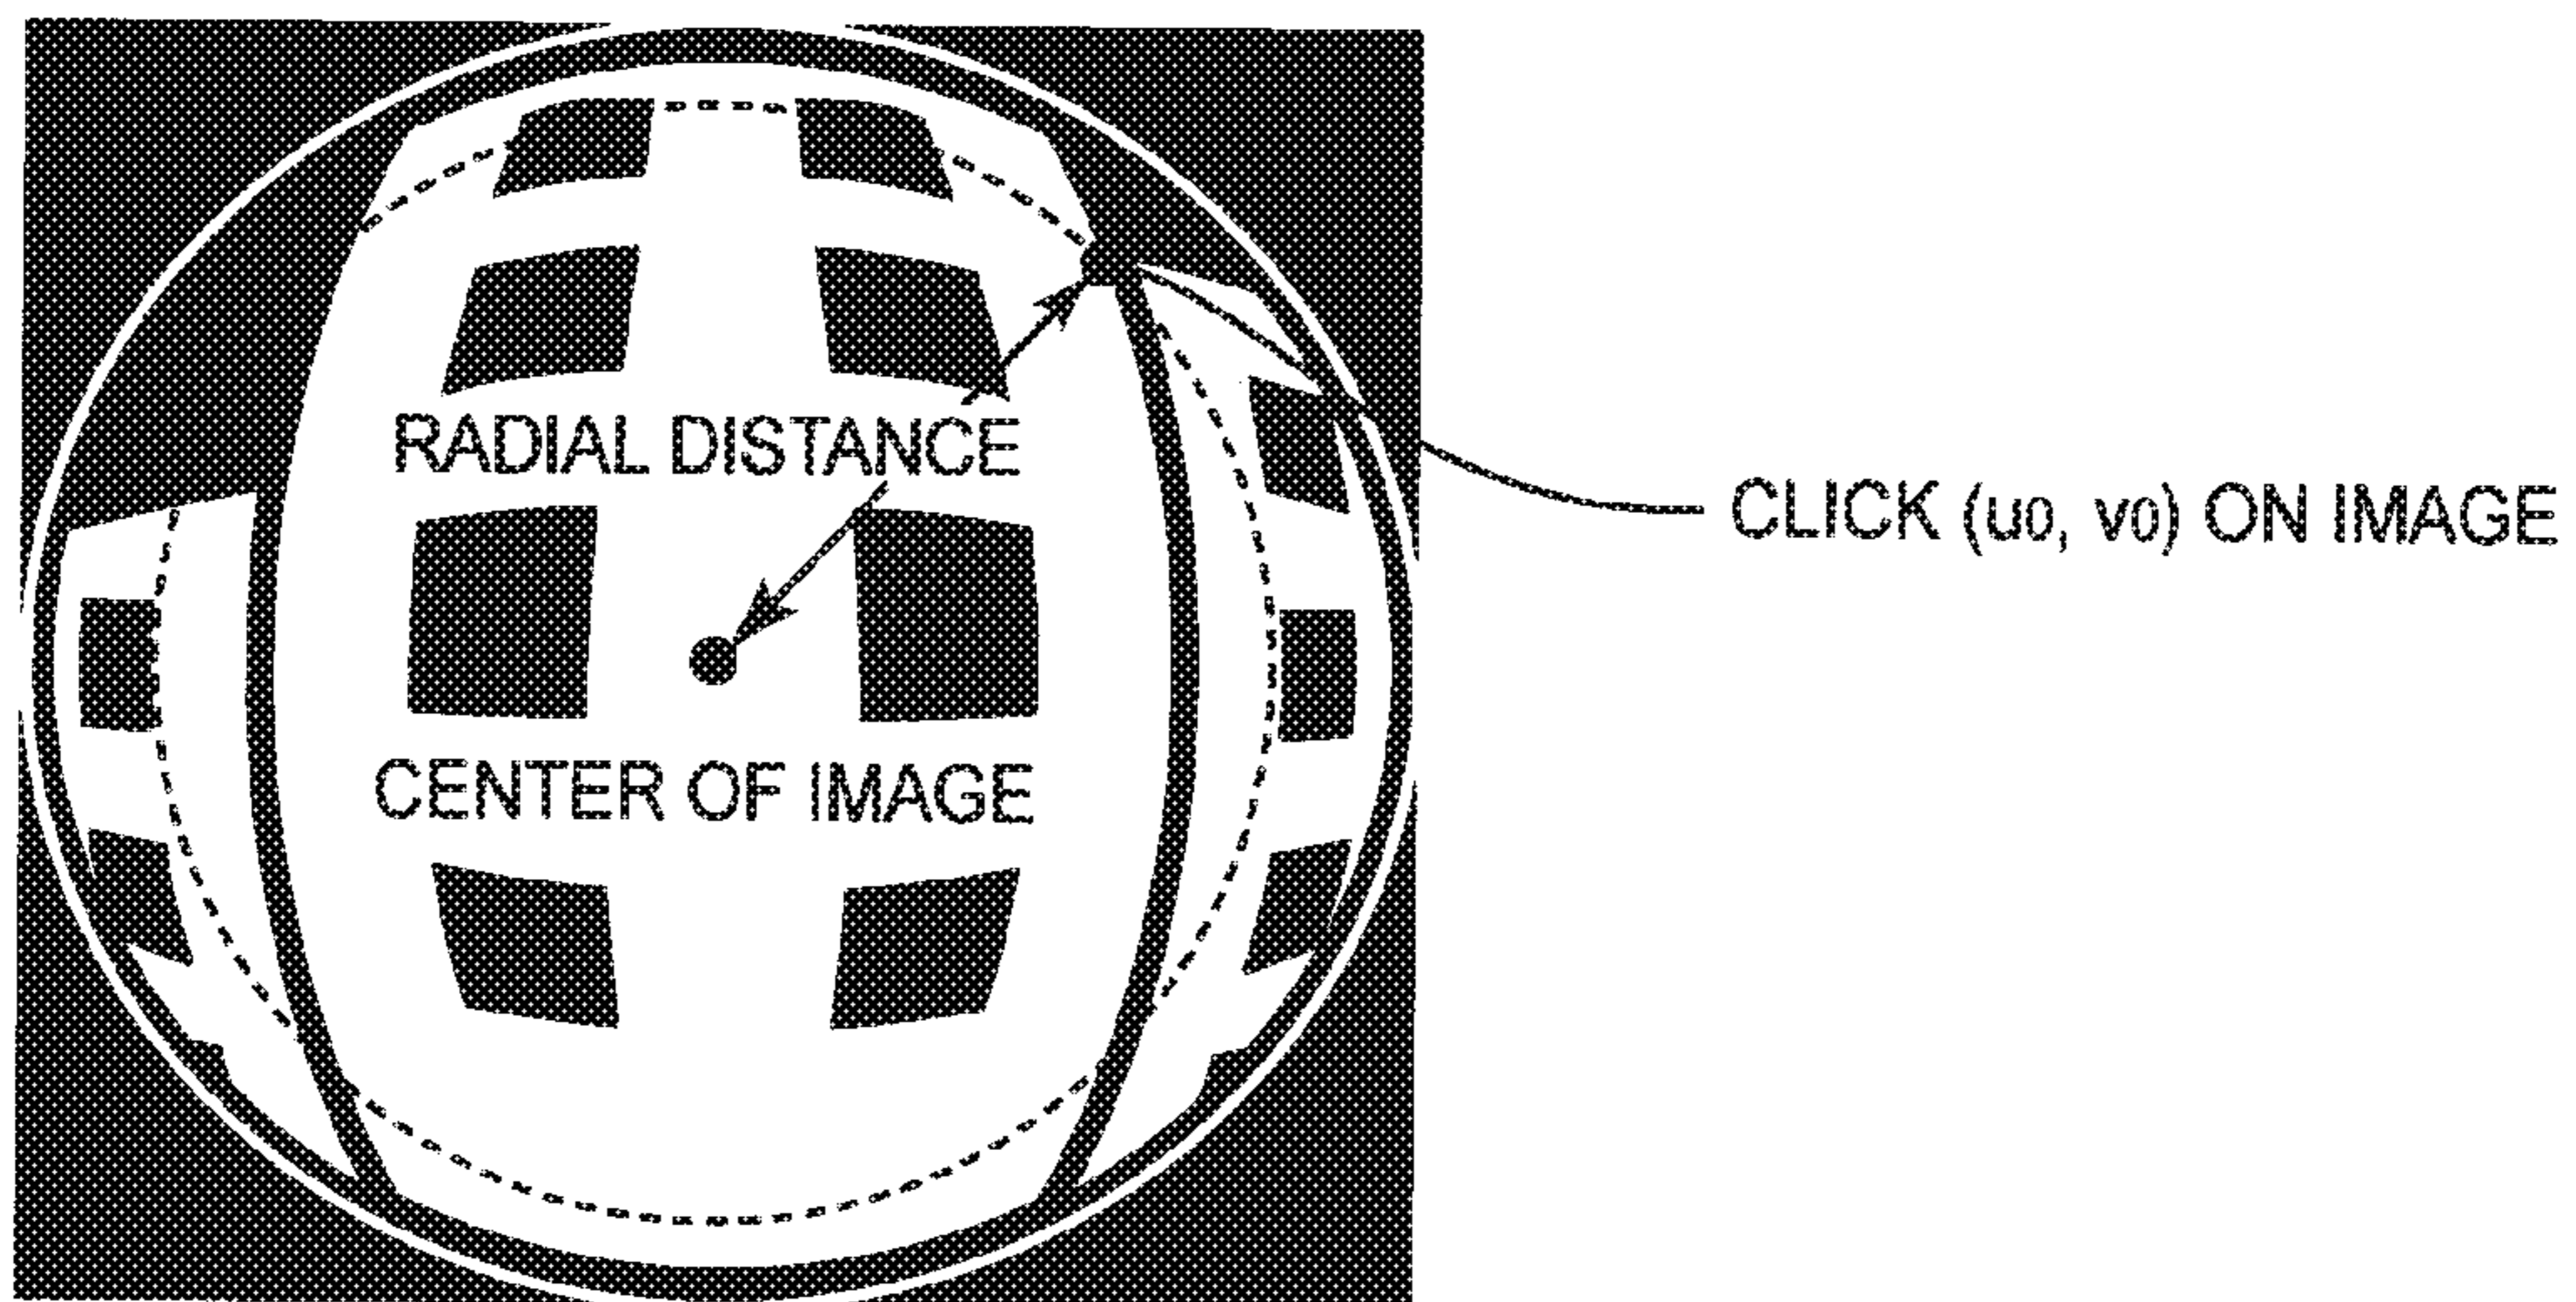 RADIAL DISTANCE
CLICK (u0, v0) ON IMAGE
CENTER OF IMAGE